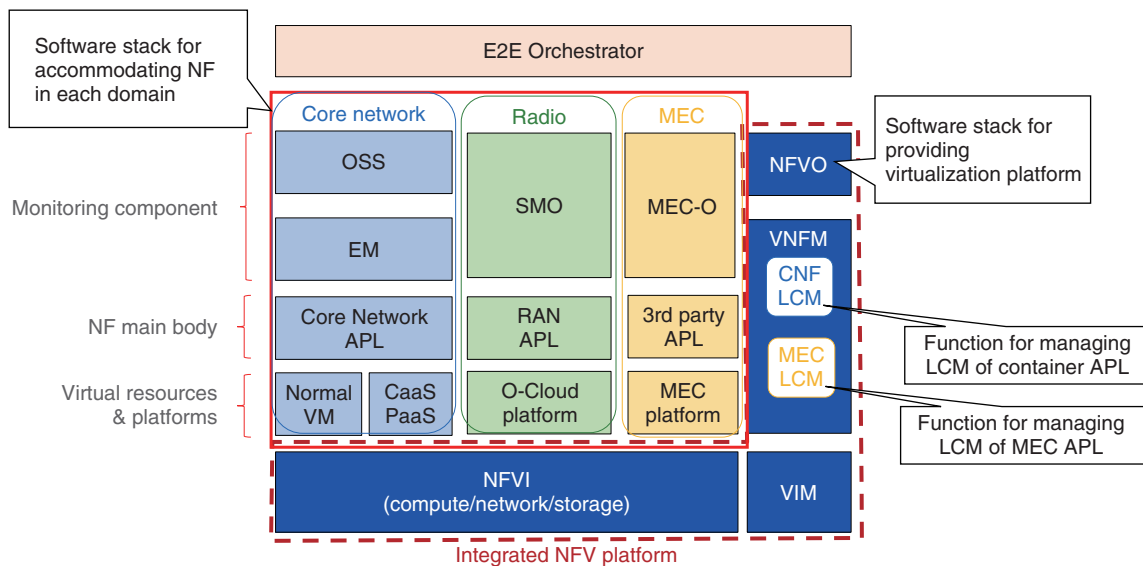 E2E Orchestrator
Software stack for
accommodating NF
in each domain
Core network
Radio
MEC
Software stack for
providing
virtualization platform
Monitoring component
OSS
EM
SMO
MEC-O
NFVO
VNFM
CNF
LCM
MEC
LCM
NF main body
Core Network
APL
RAN
APL
3rd party
APL
Function for managing
LCM of container APL
Virtual resources
& platforms
Normal
VM
CaaS
PaaS
O-Cloud
platform
MEC
platform
Function for managing
LCM of MEC APL
NFVI
(compute/network/storage)
VIM
Integrated NFV platform